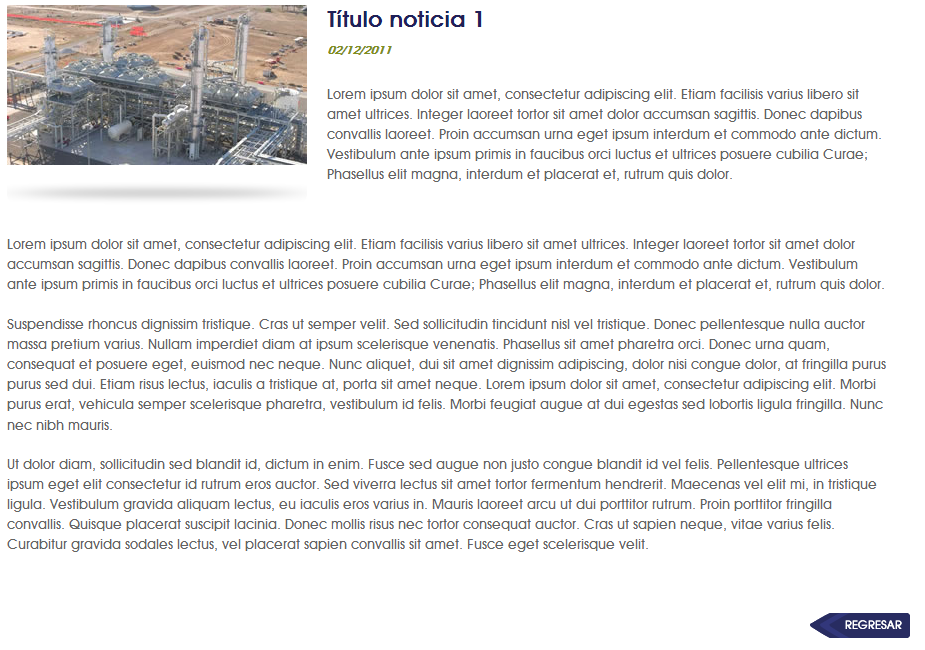 Título noticia 1
02/12/2011
Lorem ipsum dolor sit amet, consectetur adipiscing elit. Etiam facilisis varius libero sit
amet ultrices. Integer laoreet tortor sit amet dolor accumsan sagittis. Donec dapibus
convallis laoreet. Proin accumsan urna eget ipsum interdum et commodo ante dictum.
Vestibulum ante ipsum primis in faucibus orci luctus et ultrices posuere cubilia Curae;
Phasellus elit magna, interdum et placerat et, rutrum quis dolor.
Lorem ipsum dolor sit amet, consectetur adipiscing elit. Etiam facilisis varius libero sit amet ultrices. Integer laoreet tortor sit amet dolor
accumsan sagittis. Donec dapibus convallis laoreet. Proin accumsan urna eget ipsum interdum et commodo ante dictum. Vestibulum
ante ipsum primis in faucibus orci luctus et ultrices posuere cubilia Curae; Phasellus elit magna, interdum et placerat et, rutrum quis dolor.
Suspendisse rhoncus dignissim tristique. Cras ut semper velit. Sed sollicitudin tincidunt nisl vel tristique. Donec pellentesque nulla auctor
massa pretium varius. Nullam imperdiet diam at ipsum scelerisque venenatis. Phasellus sit amet pharetra orci. Donec urna quam,
consequat et posuere eget, euismod nec neque. Nunc aliquet, dui sit amet dignissim adipiscing, dolor nisi congue dolor, at fringilla purus
purus sed dui. Etiam risus lectus, iaculis a tristique at, porta sit amet neque. Lorem ipsum dolor sit amet, consectetur adipiscing elit. Morbi
purus erat, vehicula semper scelerisque pharetra, vestibulum id felis. Morbi feugiat augue at dui egestas sed lobortis ligula fringilla. Nunc
nec nibh mauris.
Ut dolor diam, sollicitudin sed blandit id, dictum in enim. Fusce sed augue non justo congue blandit id vel felis. Pellentesque ultrices
ipsum eget elit consectetur id rutrum eros auctor. Sed viverra lectus sit amet tortor fermentum hendrerit. Maecenas vel elit mi, in tristique
ligula. Vestibulum gravida aliquam lectus, eu iaculis eros varius in. Mauris laoreet arcu ut dui porttitor rutrum. Proin porttitor fringilla
convallis. Quisque placerat suscipit lacinia. Donec mollis risus nec tortor consequat auctor. Cras ut sapien neque, vitae varius felis.
Curabitur gravida sodales lectus, vel placerat sapien convallis sit amet. Fusce eget scelerisque velit.
REGRESAR